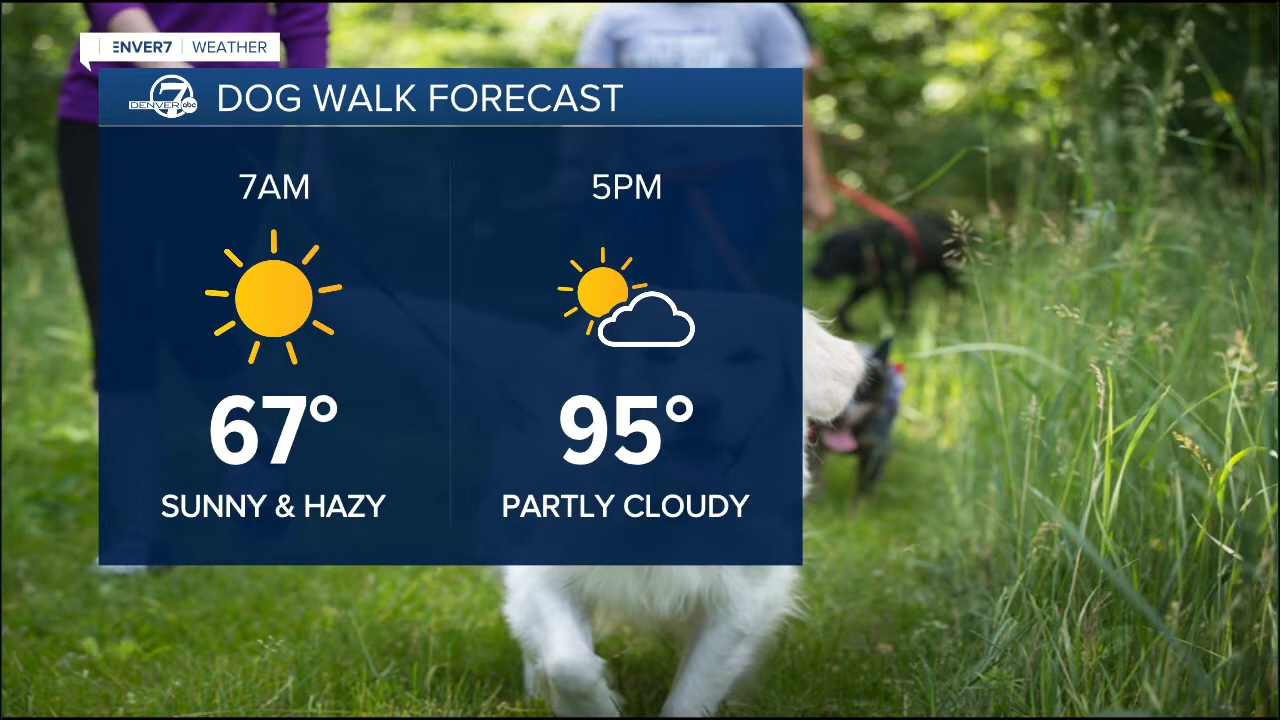 ENVER7 | WEATHER
DENVER 7 abc
DOG WALK FORECAST
7AM
5PM
67°
95°
SUNNY & HAZY
PARTLY CLOUDY